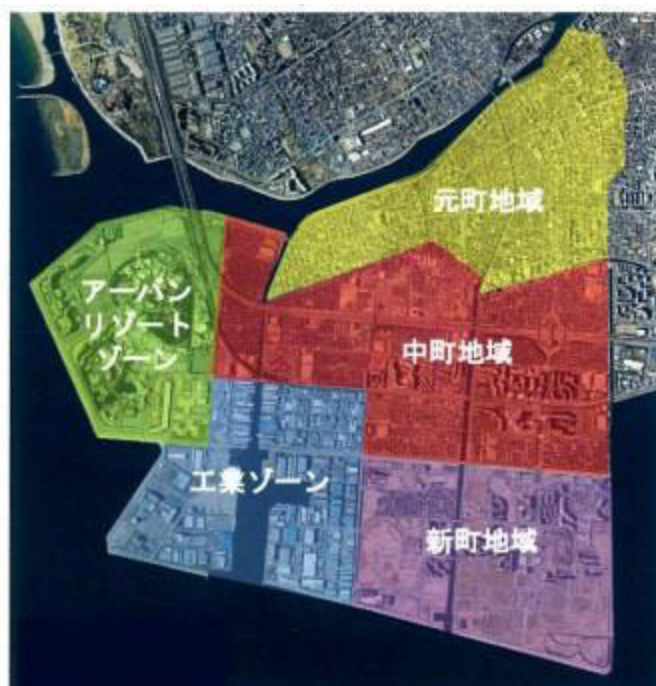 元町地域
アーバン
リゾート
ゾーン
中町地域
工業ゾーン
新町地域